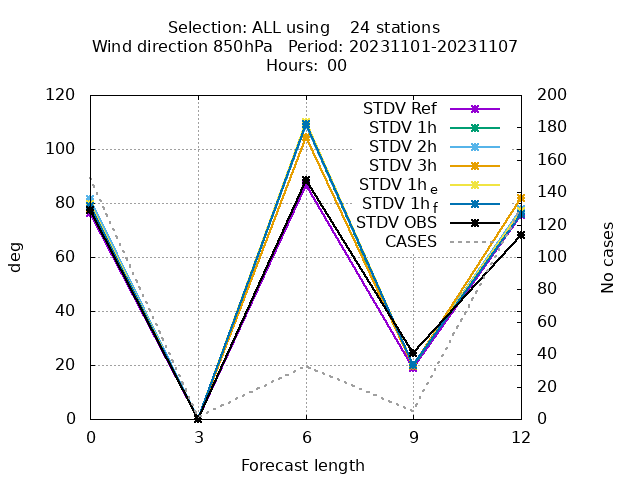 Selection: ALL using 24 stations
Wind direction 850hPa Period: 20231101-20231107
Hours: 00
120
100
80
60
40
20
0
deg
STDV Ref
STDV 1h
STDV 2h
STDV 3h
STDV 1h e
STDV 1h f
STDV OBS
CASES
200
180
160
140
120
100
80
60
40
20
0
No cases
0 3 6 9 12
Forecast length